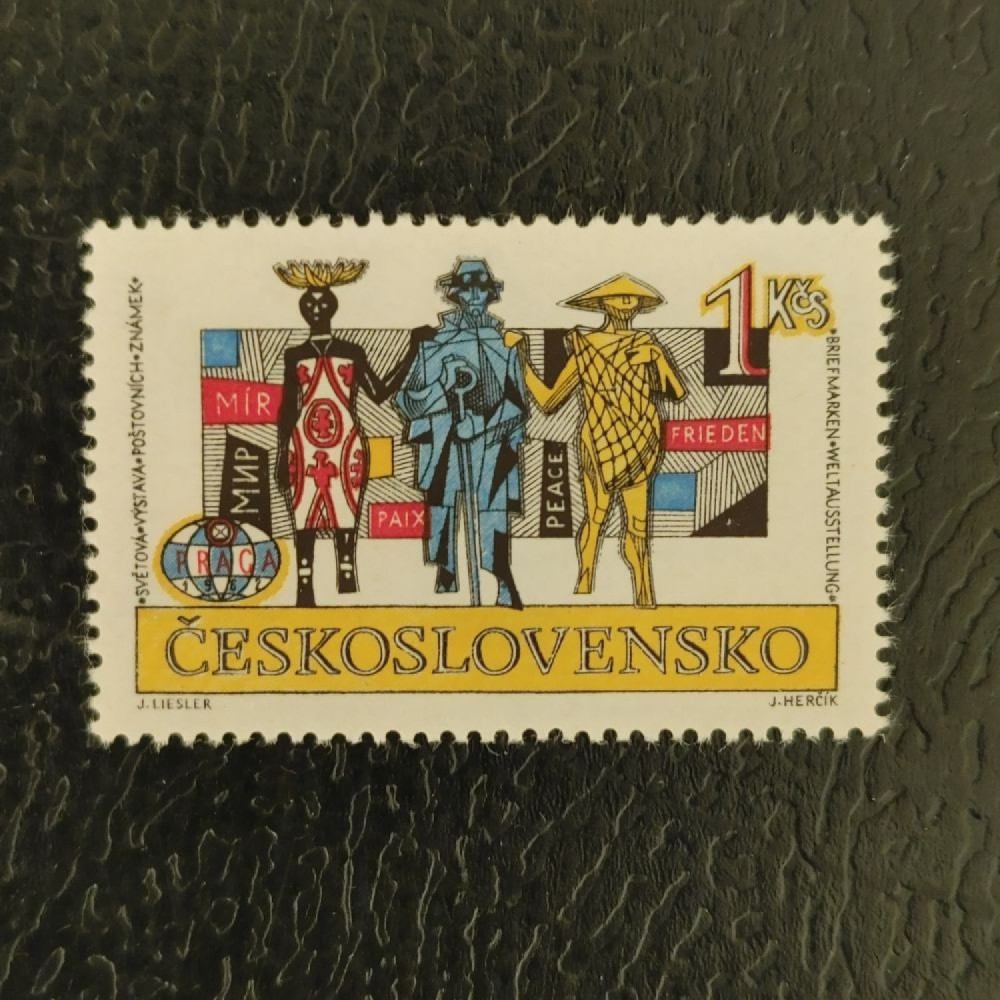 •SVĚTOVÁ•VÝSTAVA•POŠTOVNÍCH•ZNÁMEK•
1 Kčs
MÍR
МИР
PAIX
PEACE
FRIEDEN
•BRIEFMARKEN•WELTAUSSTELLUNG•
PRAGA
1962
ČESKOSLOVENSKO
J. LIESLER
J. HERČÍK